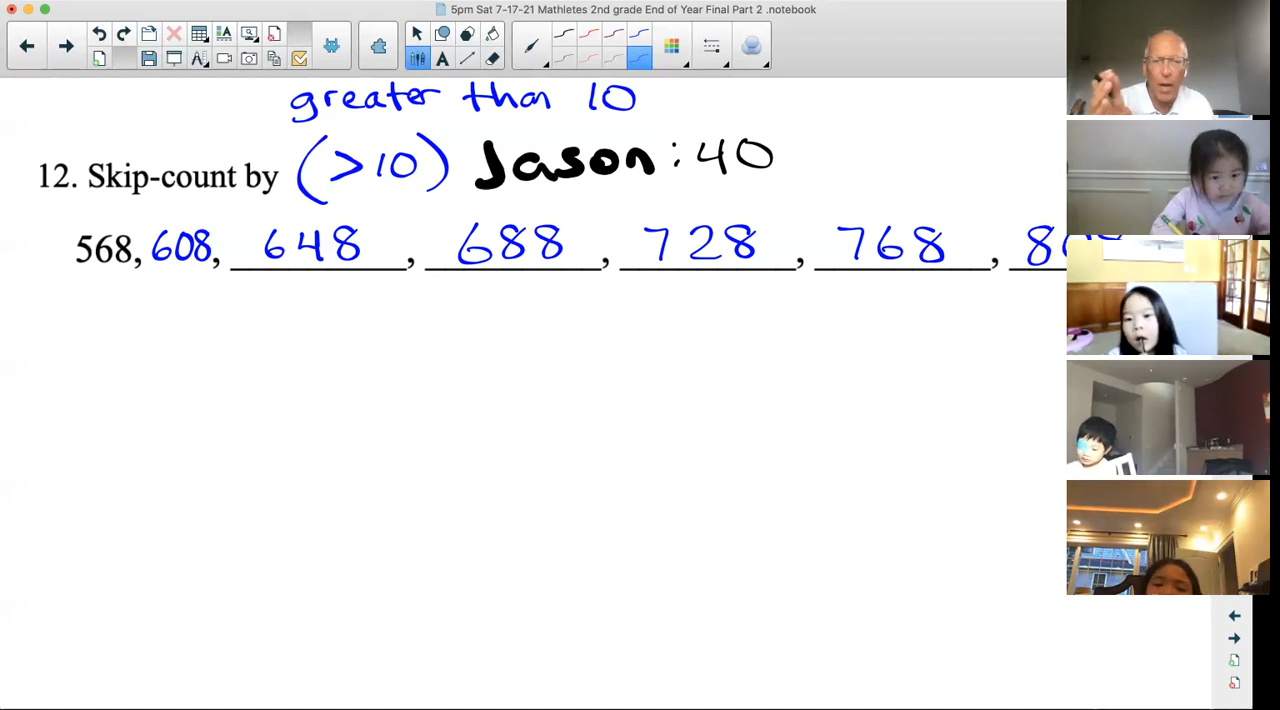 5pm Sat 7-17-21 Mathletes 2nd grade End of Year Final Part 2 .notebook
greater than 10
12. Skip-count by (>10) Jason: 40
568, 608, 648, 688, 728, 768,